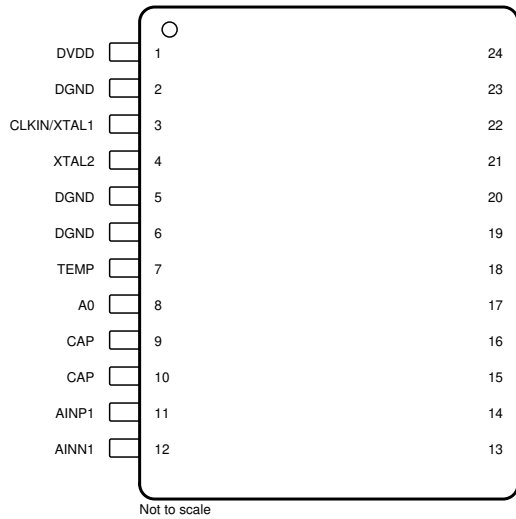 DVDD 1 24
DGND 2 23
CLKIN/XTAL1 3 22
XTAL2 4 21
DGND 5 20
DGND 6 19
TEMP 7 18
A0 8 17
CAP 9 16
CAP 10 15
AINP1 11 14
AINN1 12 13
Not to scale